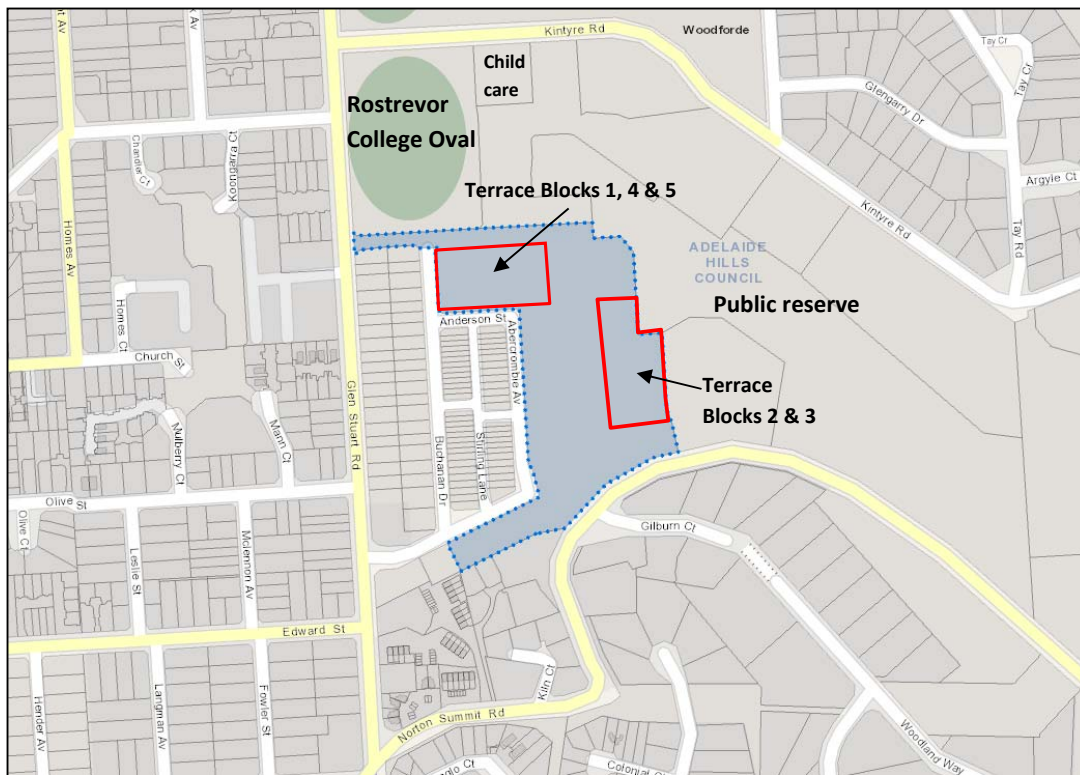 Kintyre Rd
Woodforde
Tay Cr
Tay Cr
Child
care
Glengarry Dr
Rostrevor
College Oval
Chandler Ct
Koongarra Ct
Argyle Ct
Terrace Blocks 1, 4 & 5
Kintyre Rd
Tay Rd
Homes Av
ADELAIDE
HILLS
COUNCIL
Public reserve
Homes Ct
Anderson St
Abercrombie Av
Church St
Glen Stuart Rd
Terrace
Blocks 2 & 3
Mulberry Ct
Mann Ct
Buchanan Dr
Stirling Lane
Olive St
Olive Ct
Gilburn Ct
Leslie St
Mclennon Av
Edward St
Kiln Ct
Hender Av
Langman Av
Fowler St
Norton Summit Rd
Woodland Way